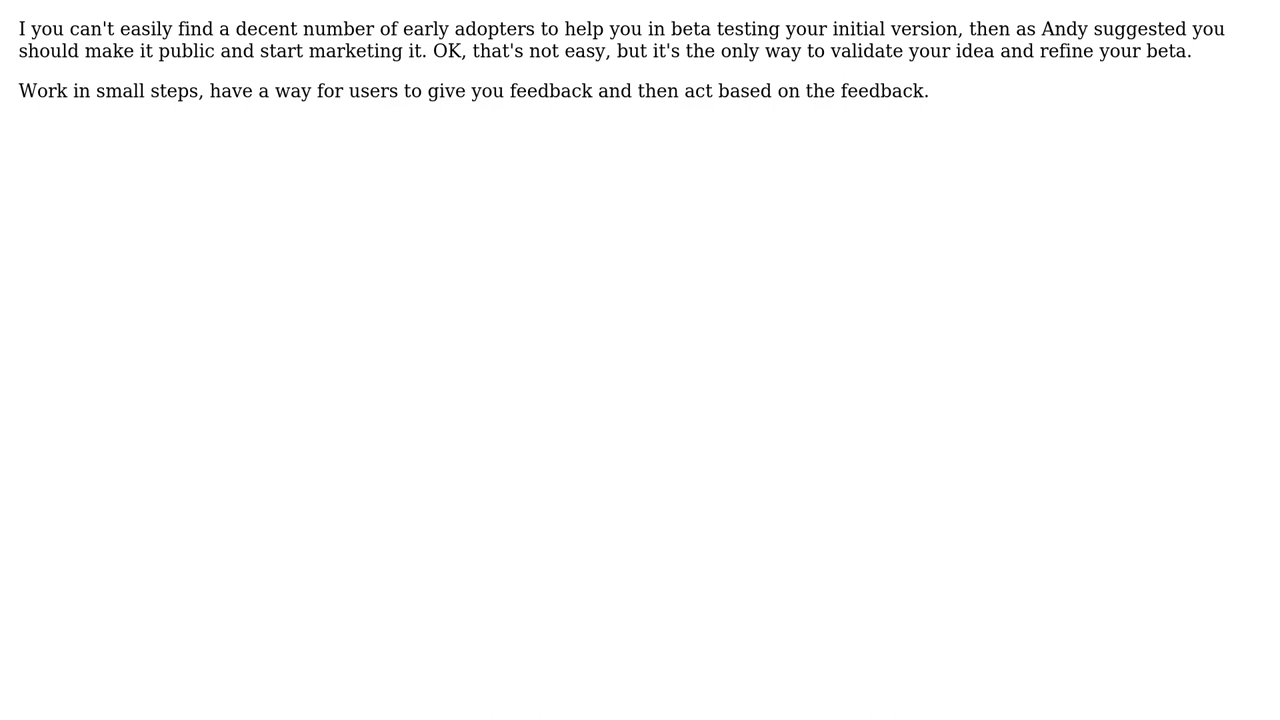 I you can't easily find a decent number of early adopters to help you in beta testing your initial version, then as Andy suggested you
should make it public and start marketing it. OK, that's not easy, but it's the only way to validate your idea and refine your beta.
Work in small steps, have a way for users to give you feedback and then act based on the feedback.